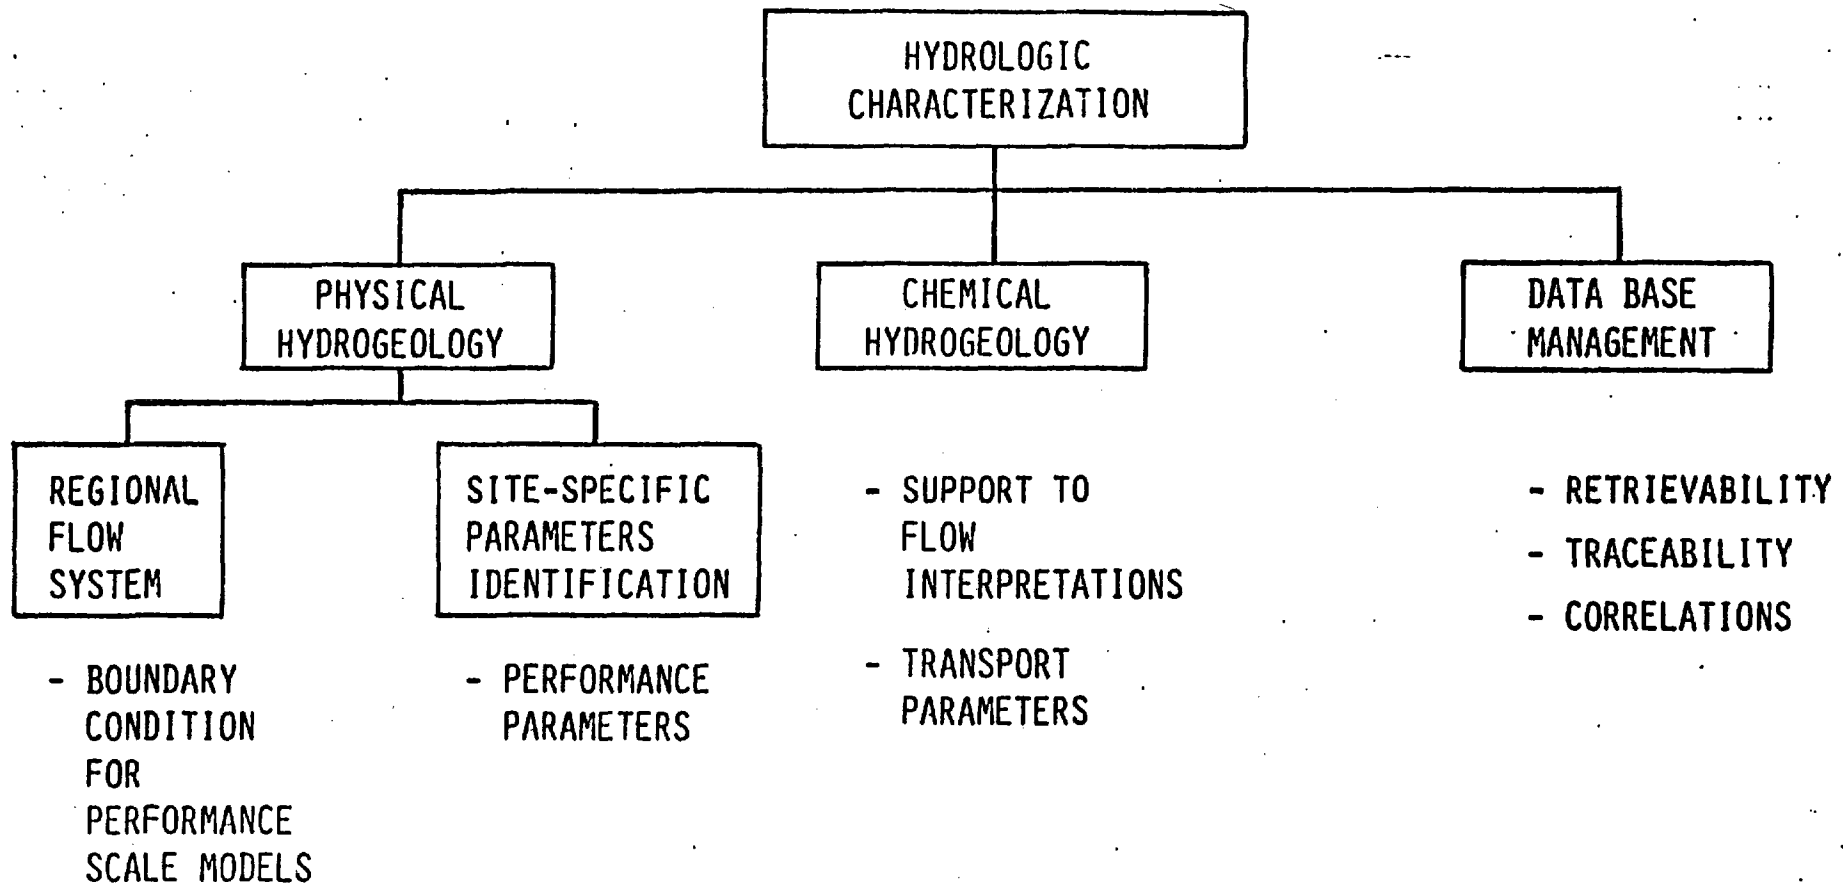 HYDROLOGIC
CHARACTERIZATION
PHYSICAL
HYDROGEOLOGY
CHEMICAL
HYDROGEOLOGY
DATA BASE
MANAGEMENT
REGIONAL
FLOW
SYSTEM
- BOUNDARY
CONDITION
FOR
PERFORMANCE
SCALE MODELS
SITE-SPECIFIC
PARAMETERS
IDENTIFICATION
- PERFORMANCE
PARAMETERS
- SUPPORT TO
FLOW
INTERPRETATIONS
- TRANSPORT
PARAMETERS
- RETRIEVABILITY
- TRACEABILITY
- CORRELATIONS